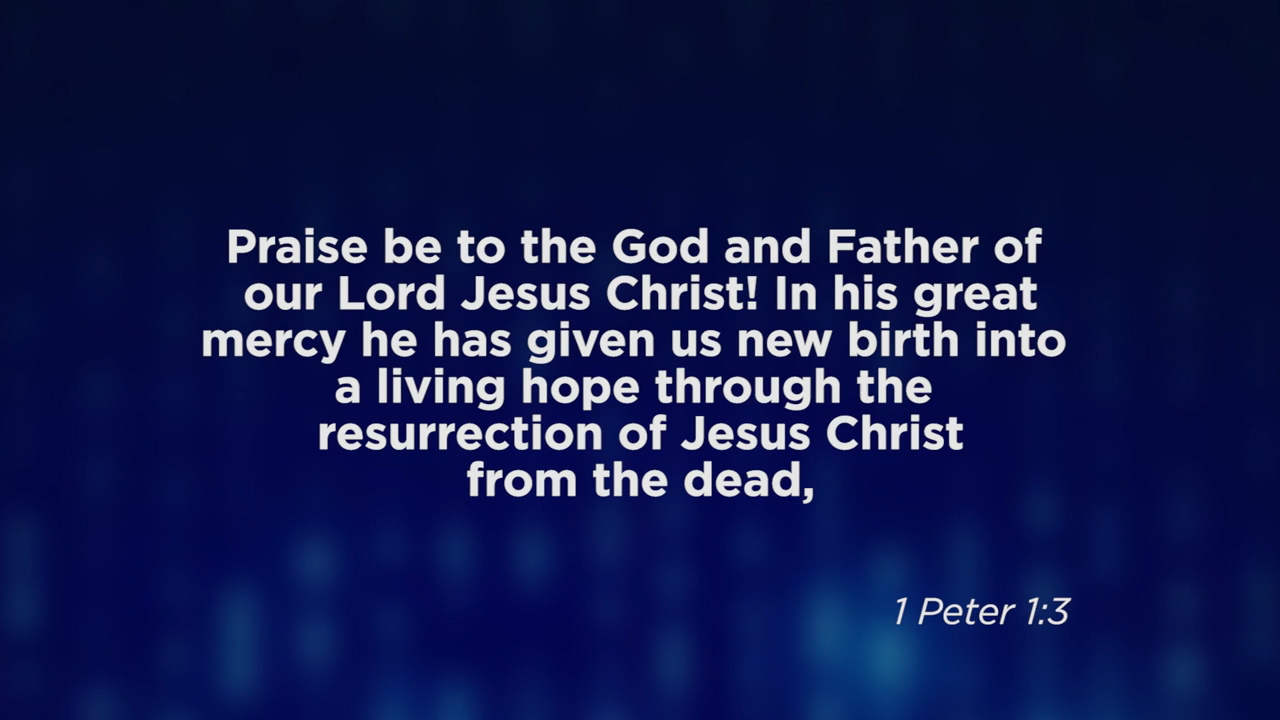 Praise be to the God and Father of
our Lord Jesus Christ! In his great
mercy he has given us new birth into
a living hope through the
resurrection of Jesus Christ
from the dead,
1 Peter 1:3